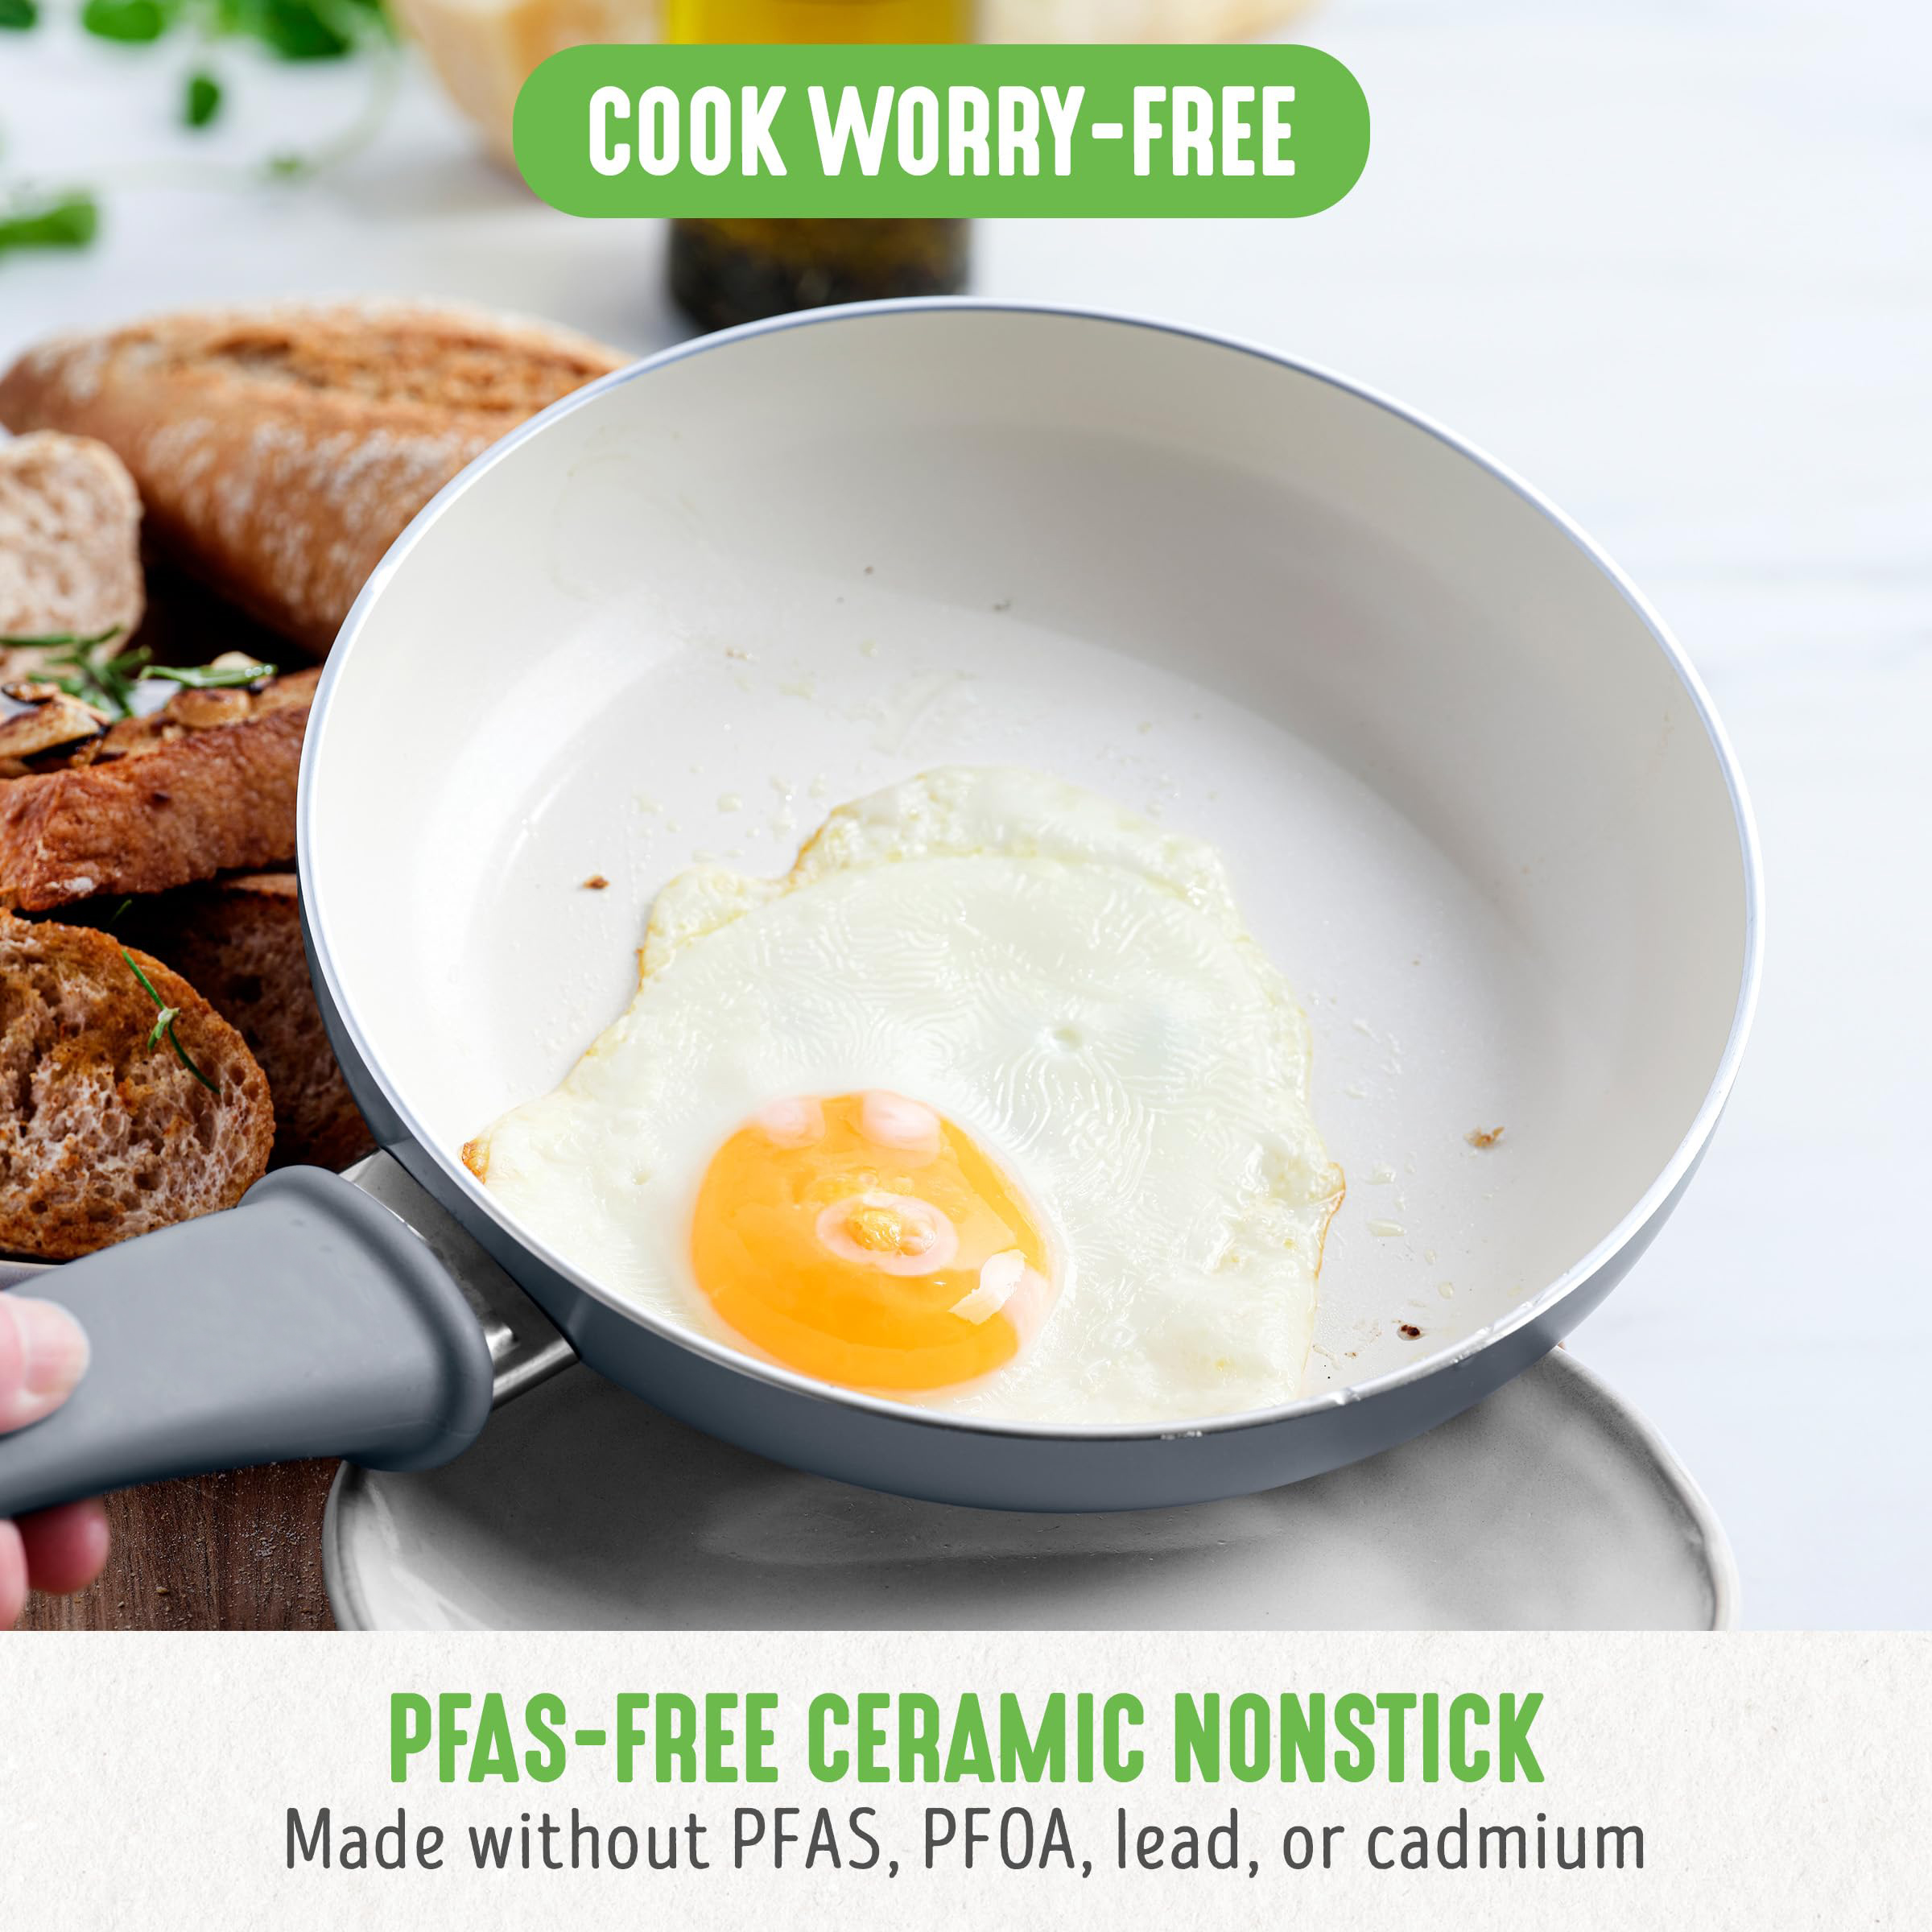 COOK WORRY-FREE
PFAS-FREE CERAMIC NONSTICK
Made without PFAS, PFOA, lead, or cadmium